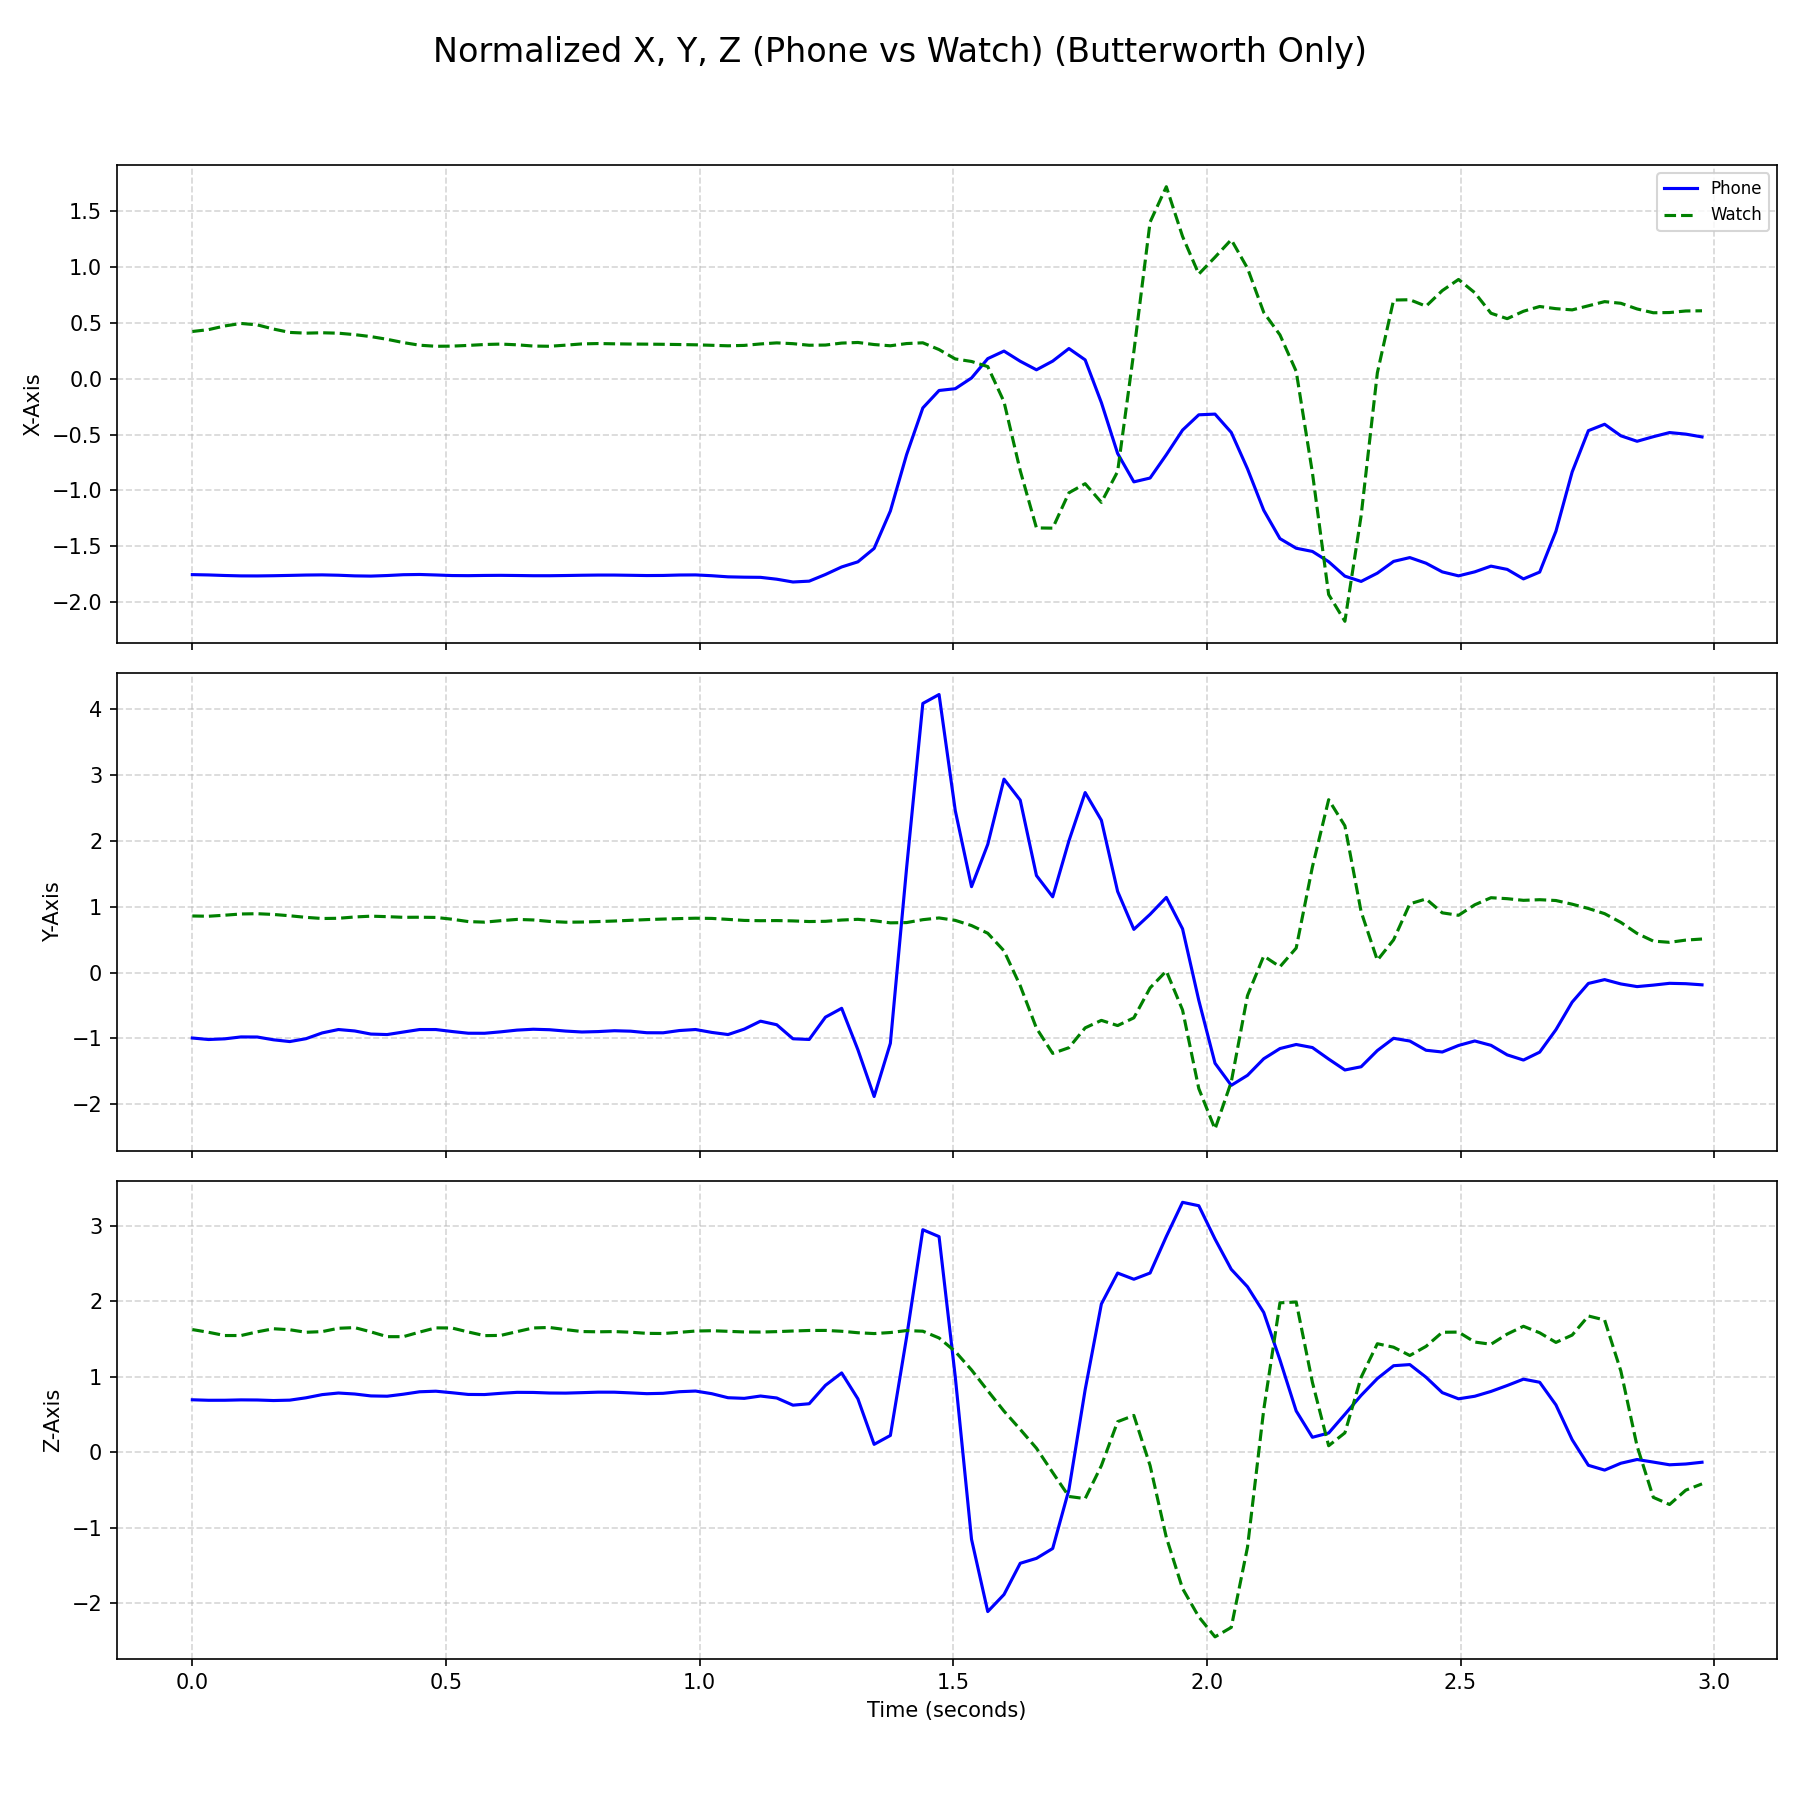 Normalized X, Y, Z (Phone vs Watch) (Butterworth Only)
Phone
Watch
X-Axis
1.5
1.0
0.5
0.0
−0.5
−1.0
−1.5
−2.0
Y-Axis
4
3
2
1
0
−1
−2
Z-Axis
3
2
1
0
−1
−2
0.0 0.5 1.0 1.5 2.0 2.5 3.0
Time (seconds)